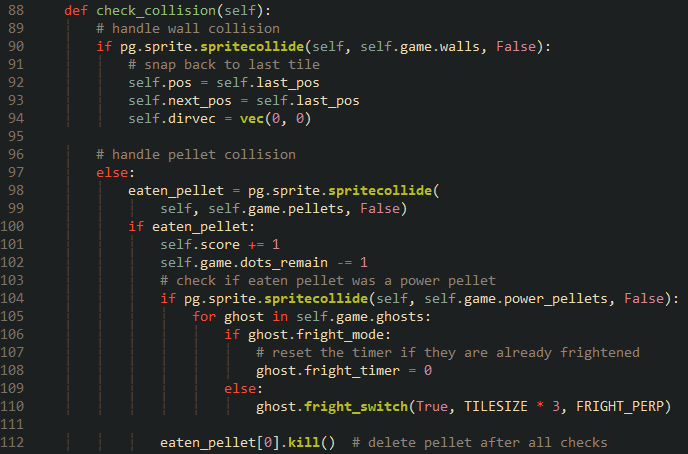 88 def check_collision(self):
89 # handle wall collision
90 if pg.sprite.spritecollide(self, self.game.walls, False):
91 # snap back to last tile
92 self.pos = self.last_pos
93 self.next_pos = self.last_pos
94 self.dirvec = vec(0, 0)
95
96 # handle pellet collision
97 else:
98 eaten_pellet = pg.sprite.spritecollide(
99 self, self.game.pellets, False)
100 if eaten_pellet:
101 self.score += 1
102 self.game.dots_remain -= 1
103 # check if eaten pellet was a power pellet
104 if pg.sprite.spritecollide(self, self.game.power_pellets, False):
105 for ghost in self.game.ghosts:
106 if ghost.fright_mode:
107 # reset the timer if they are already frightened
108 ghost.fright_timer = 0
109 else:
110 ghost.fright_switch(True, TILESIZE * 3, FRIGHT_PERP)
111
112 eaten_pellet[0].kill() # delete pellet after all checks